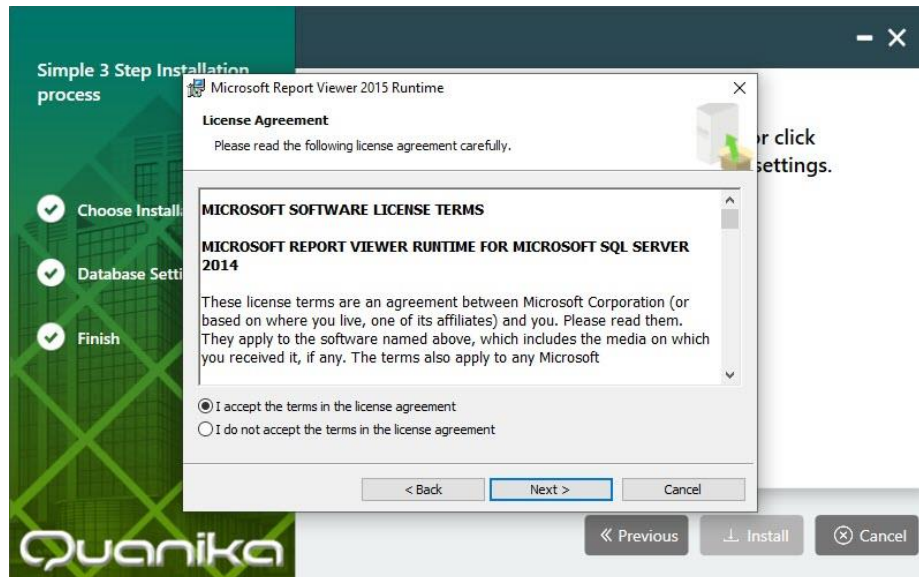 Simple 3 Step Installation
process
Choose Install
Database Setti
Finish
Quanika
Microsoft Report Viewer 2015 Runtime
License Agreement
Please read the following license agreement carefully.
MICROSOFT SOFTWARE LICENSE TERMS
MICROSOFT REPORT VIEWER RUNTIME FOR MICROSOFT SQL SERVER
2014
These license terms are an agreement between Microsoft Corporation (or
based on where you live, one of its affiliates) and you. Please read them.
They apply to the software named above, which includes the media on which
you received it, if any. The terms also apply to any Microsoft
I accept the terms in the license agreement
I do not accept the terms in the license agreement
< Back
Next >
Cancel
or click
settings.
Previous
Install
Cancel